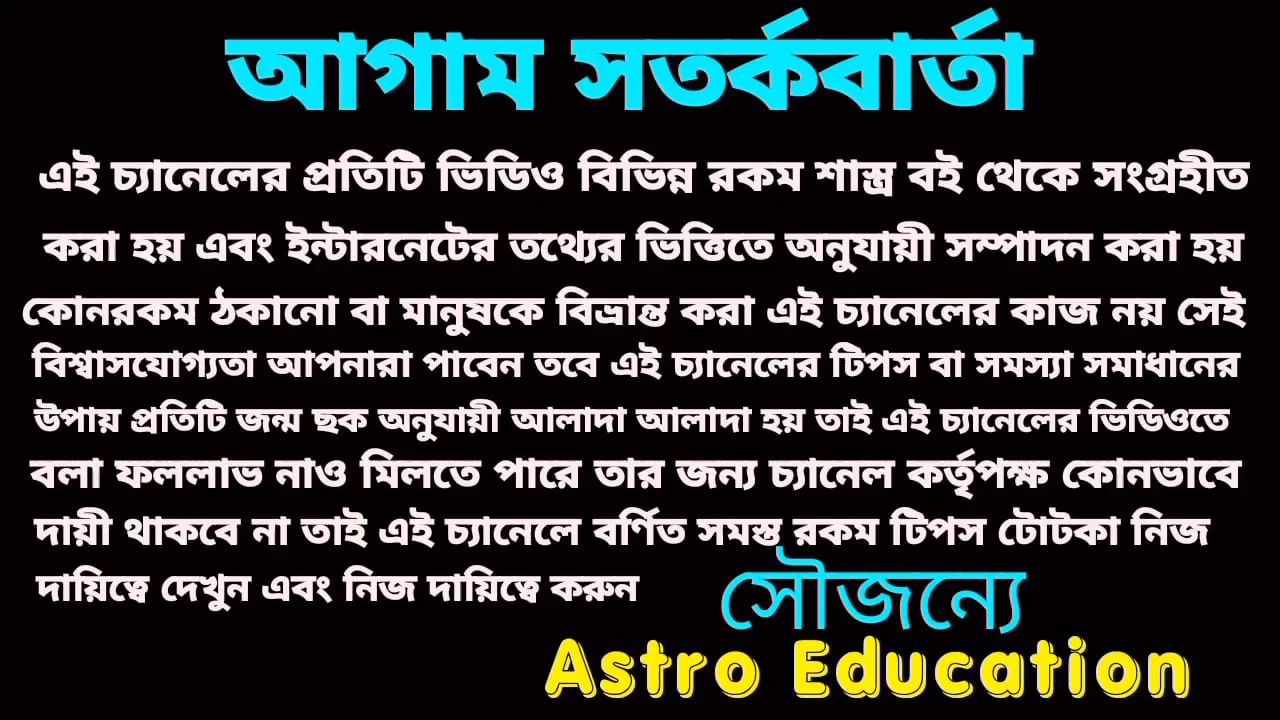 আগাম সতর্কবার্তা
এই চ্যানেলের প্রতিটি ভিডিও বিভিন্ন রকম শাস্ত্র বই থেকে সংগ্রহীত
করা হয় এবং ইন্টারনেটের তথ্যের ভিত্তিতে অনুযায়ী সম্পাদন করা হয়
কোনরকম ঠকানো বা মানুষকে বিভ্রান্ত করা এই চ্যানেলের কাজ নয় সেই
বিশ্বাসযোগ্যতা আপনারা পাবেন তবে এই চ্যানেলের টিপস বা সমস্যা সমাধানের
উপায় প্রতিটি জন্ম ছক অনুযায়ী আলাদা আলাদা হয় তাই এই চ্যানেলের ভিডিওতে
বলা ফললাভ নাও মিলতে পারে তার জন্য চ্যানেল কর্তৃপক্ষ কোনভাবে
দায়ী থাকবে না তাই এই চ্যানেলে বর্ণিত সমস্ত রকম টিপস টোটকা নিজ
দায়িত্বে দেখুন এবং নিজ দায়িত্বে করুন
সৌজন্যে
Astro Education